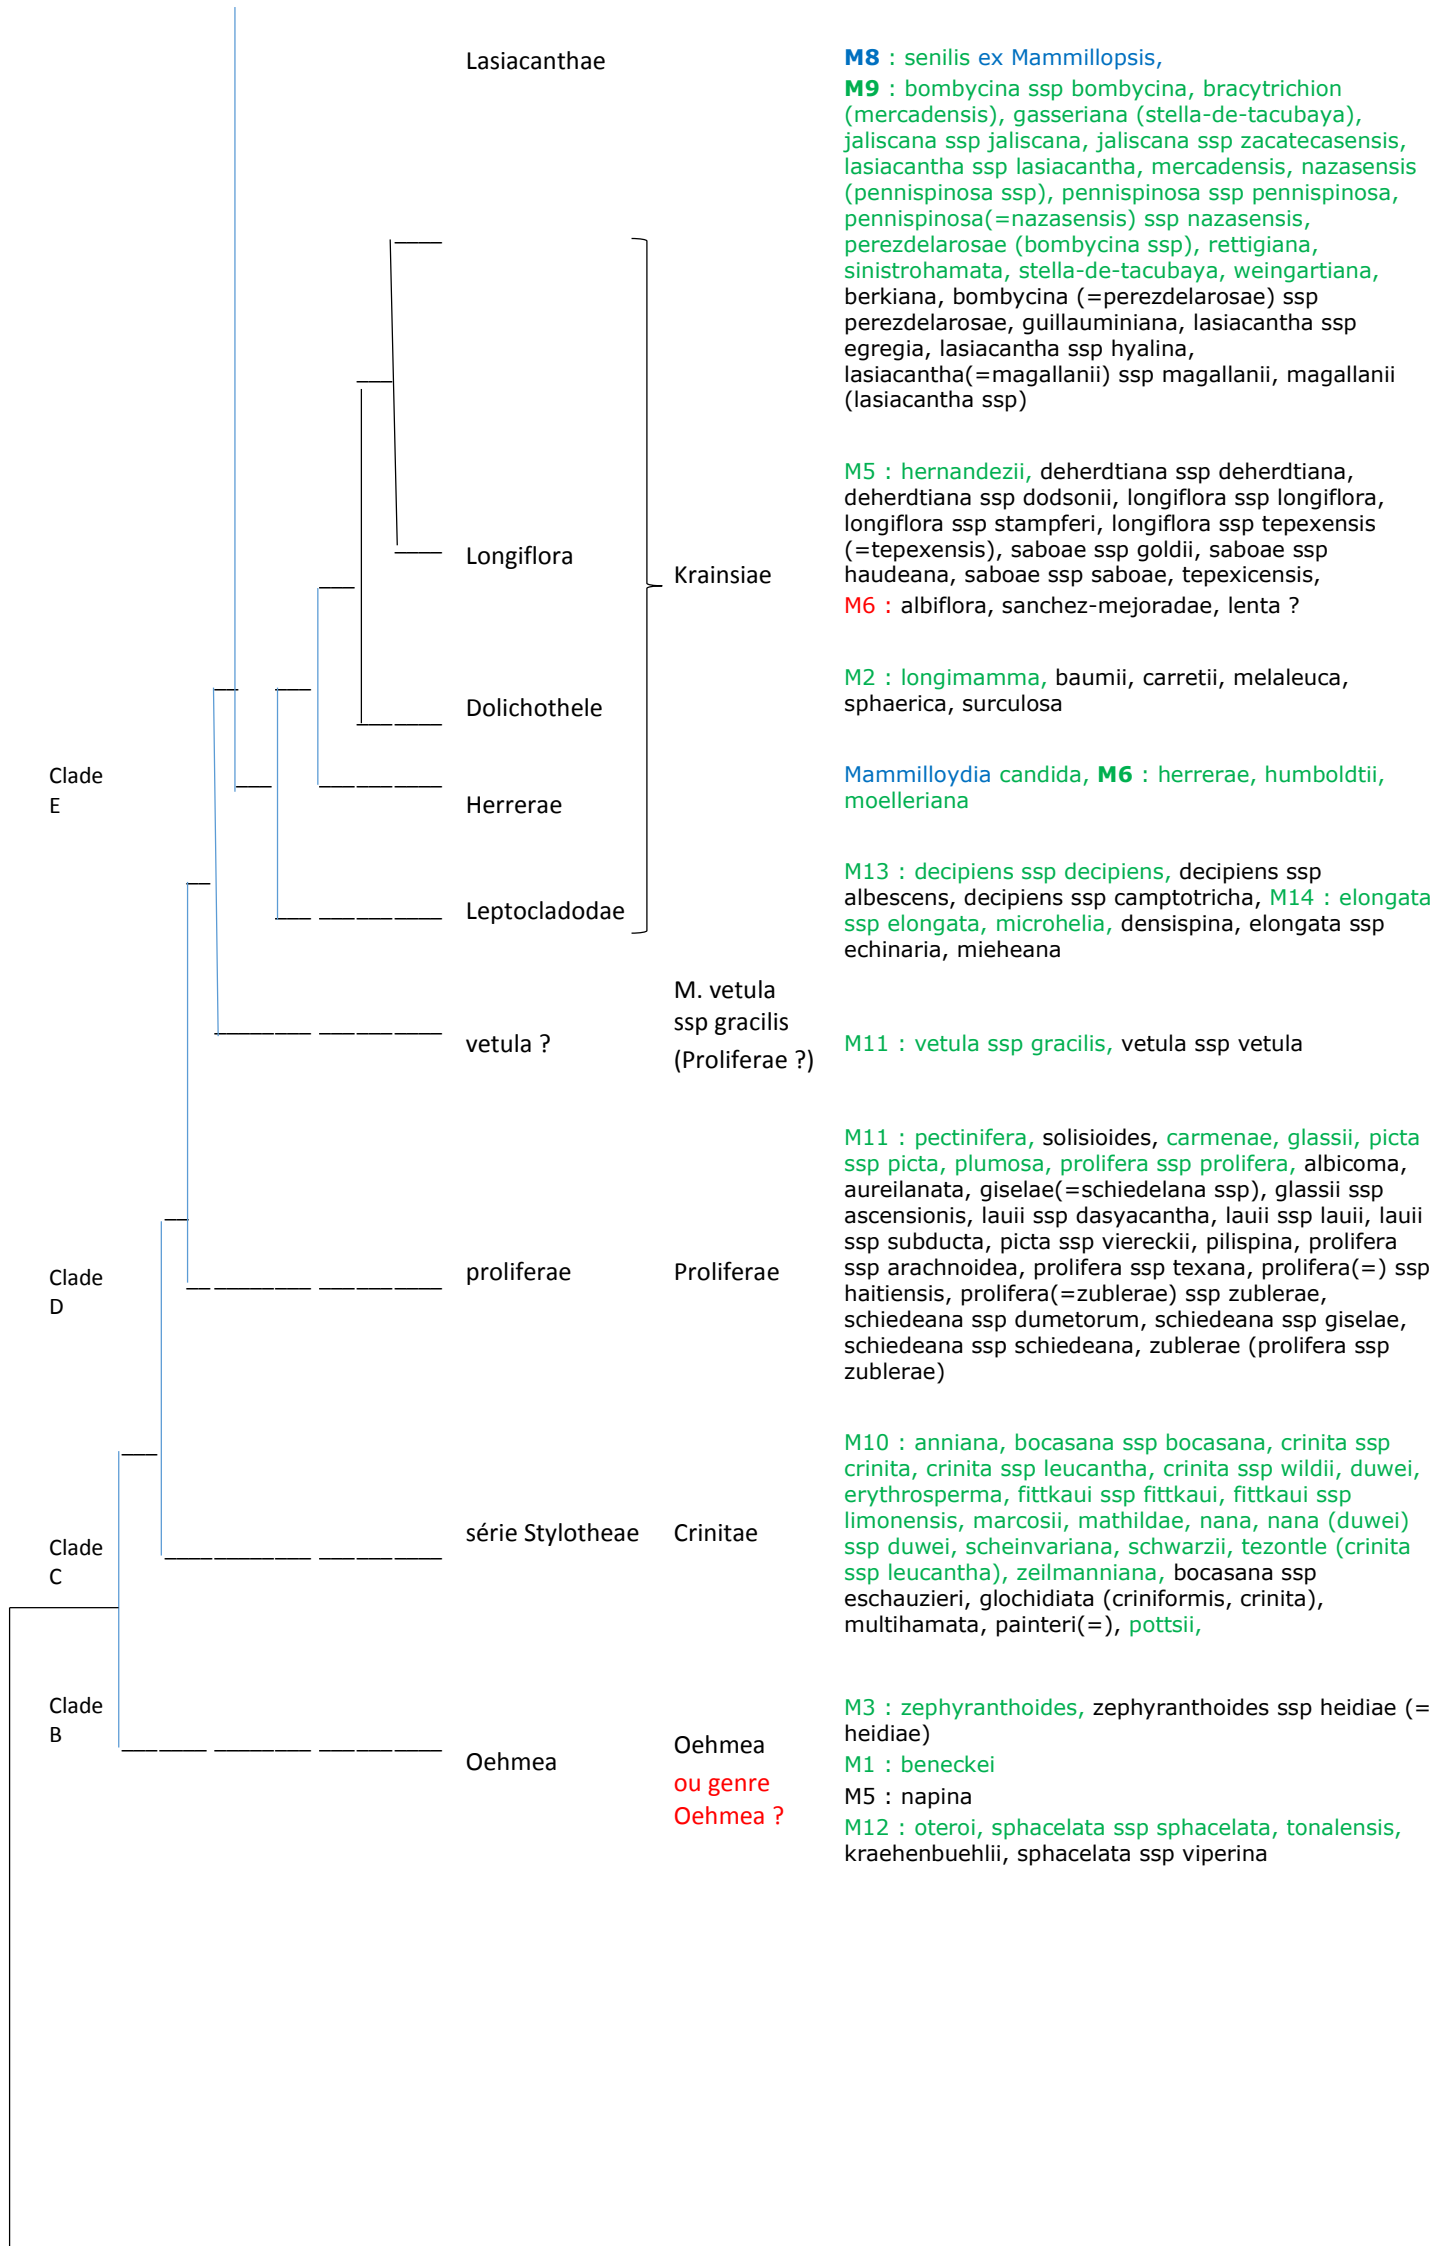 Lasiacanthae
M8 : senilis ex Mammillopsis,
M9 : bombycina ssp bombycina, bracytrichion
(mercadensis), gasseriana (stella-de-tacubaya),
jaliscana ssp jaliscana, jaliscana ssp zacatecasensis,
lasiacantha ssp lasiacantha, mercadensis, nazasensis
(pennispinosa ssp), pennispinosa ssp pennispinosa,
pennispinosa(=nazasensis) ssp nazasensis,
perezdelarosae (bombycina ssp), rettigiana,
sinistrohamata, stella-de-tacubaya, weingartiana,
berkiana, bombycina (=perezdelarosae) ssp
perezdelarosae, guillauminiana, lasiacantha ssp
egregia, lasiacantha ssp hyalina,
lasiacantha(=magallanii) ssp magallanii, magallanii
(lasiacantha ssp)
Longiflora
Krainsiae
M5 : hernandezii, deherdtiana ssp deherdtiana,
deherdtiana ssp dodsonii, longiflora ssp longiflora,
longiflora ssp stampferi, longiflora ssp tepexensis
(=tepexensis), saboae ssp goldii, saboae ssp
haudeana, saboae ssp saboae, tepexicensis,
M6 : albiflora, sanchez-mejoradae, lenta ?
Dolichothele
M2 : longimamma, baumii, carretii, melaleuca,
sphaerica, surculosa
Clade
E
Herrerae
Mammilloydia candida, M6 : herrerae, humboldtii,
moelleriana
Leptocladodae
M13 : decipiens ssp decipiens, decipiens ssp
albescens, decipiens ssp camptotricha, M14 : elongata
ssp elongata, microhelia, densispina, elongata ssp
echinaria, mieheana
vetula ?
M. vetula
ssp gracilis
(Proliferae ?)
M11 : vetula ssp gracilis, vetula ssp vetula
Clade
D
proliferae
Proliferae
M11 : pectinifera, solisioides, carmenae, glassii, picta
ssp picta, plumosa, prolifera ssp prolifera, albicoma,
aureilanata, giselae(=schiedelana ssp), glassii ssp
ascensionis, lauii ssp dasyacantha, lauii ssp lauii, lauii
ssp subducta, picta ssp viereckii, pilispina, prolifera
ssp arachnoidea, prolifera ssp texana, prolifera(=) ssp
haitiensis, prolifera(=zublerae) ssp zublerae,
schiedeana ssp dumetorum, schiedeana ssp giselae,
schiedeana ssp schiedeana, zublerae (prolifera ssp
zublerae)
Clade
C
série Stylotheae
Crinitae
M10 : anniana, bocasana ssp bocasana, crinita ssp
crinita, crinita ssp leucantha, crinita ssp wildii, duwei,
erythrosperma, fittkaui ssp fittkaui, fittkaui ssp
limonensis, marcosii, mathildae, nana, nana (duwei)
ssp duwei, scheinvariana, schwarzii, tezontle (crinita
ssp leucantha), zeilmanniana, bocasana ssp
eschauzieri, glochidiata (criniformis, crinita),
multihamata, painteri(=), pottsii,
Clade
B
Oehmea
Oehmea
ou genre
Oehmea ?
M3 : zephyranthoides, zephyranthoides ssp heidiae (=
heidiae)
M1 : beneckei
M5 : napina
M12 : oteroi, sphacelata ssp sphacelata, tonalensis,
kraehenbuehlii, sphacelata ssp viperina